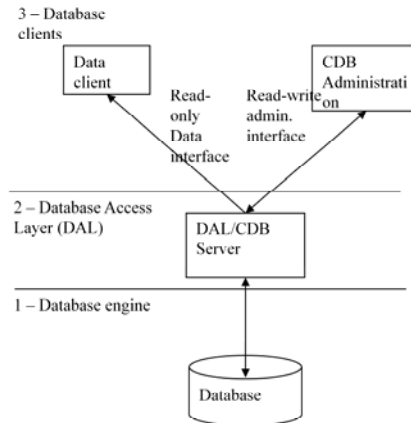 3 – Database
clients
Data
client
CDB
Administrati
on
Read-
only
Data
interface
Read-write
admin.
interface
2 – Database Access
Layer (DAL)
DAL/CDB
Server
1 – Database engine
Database